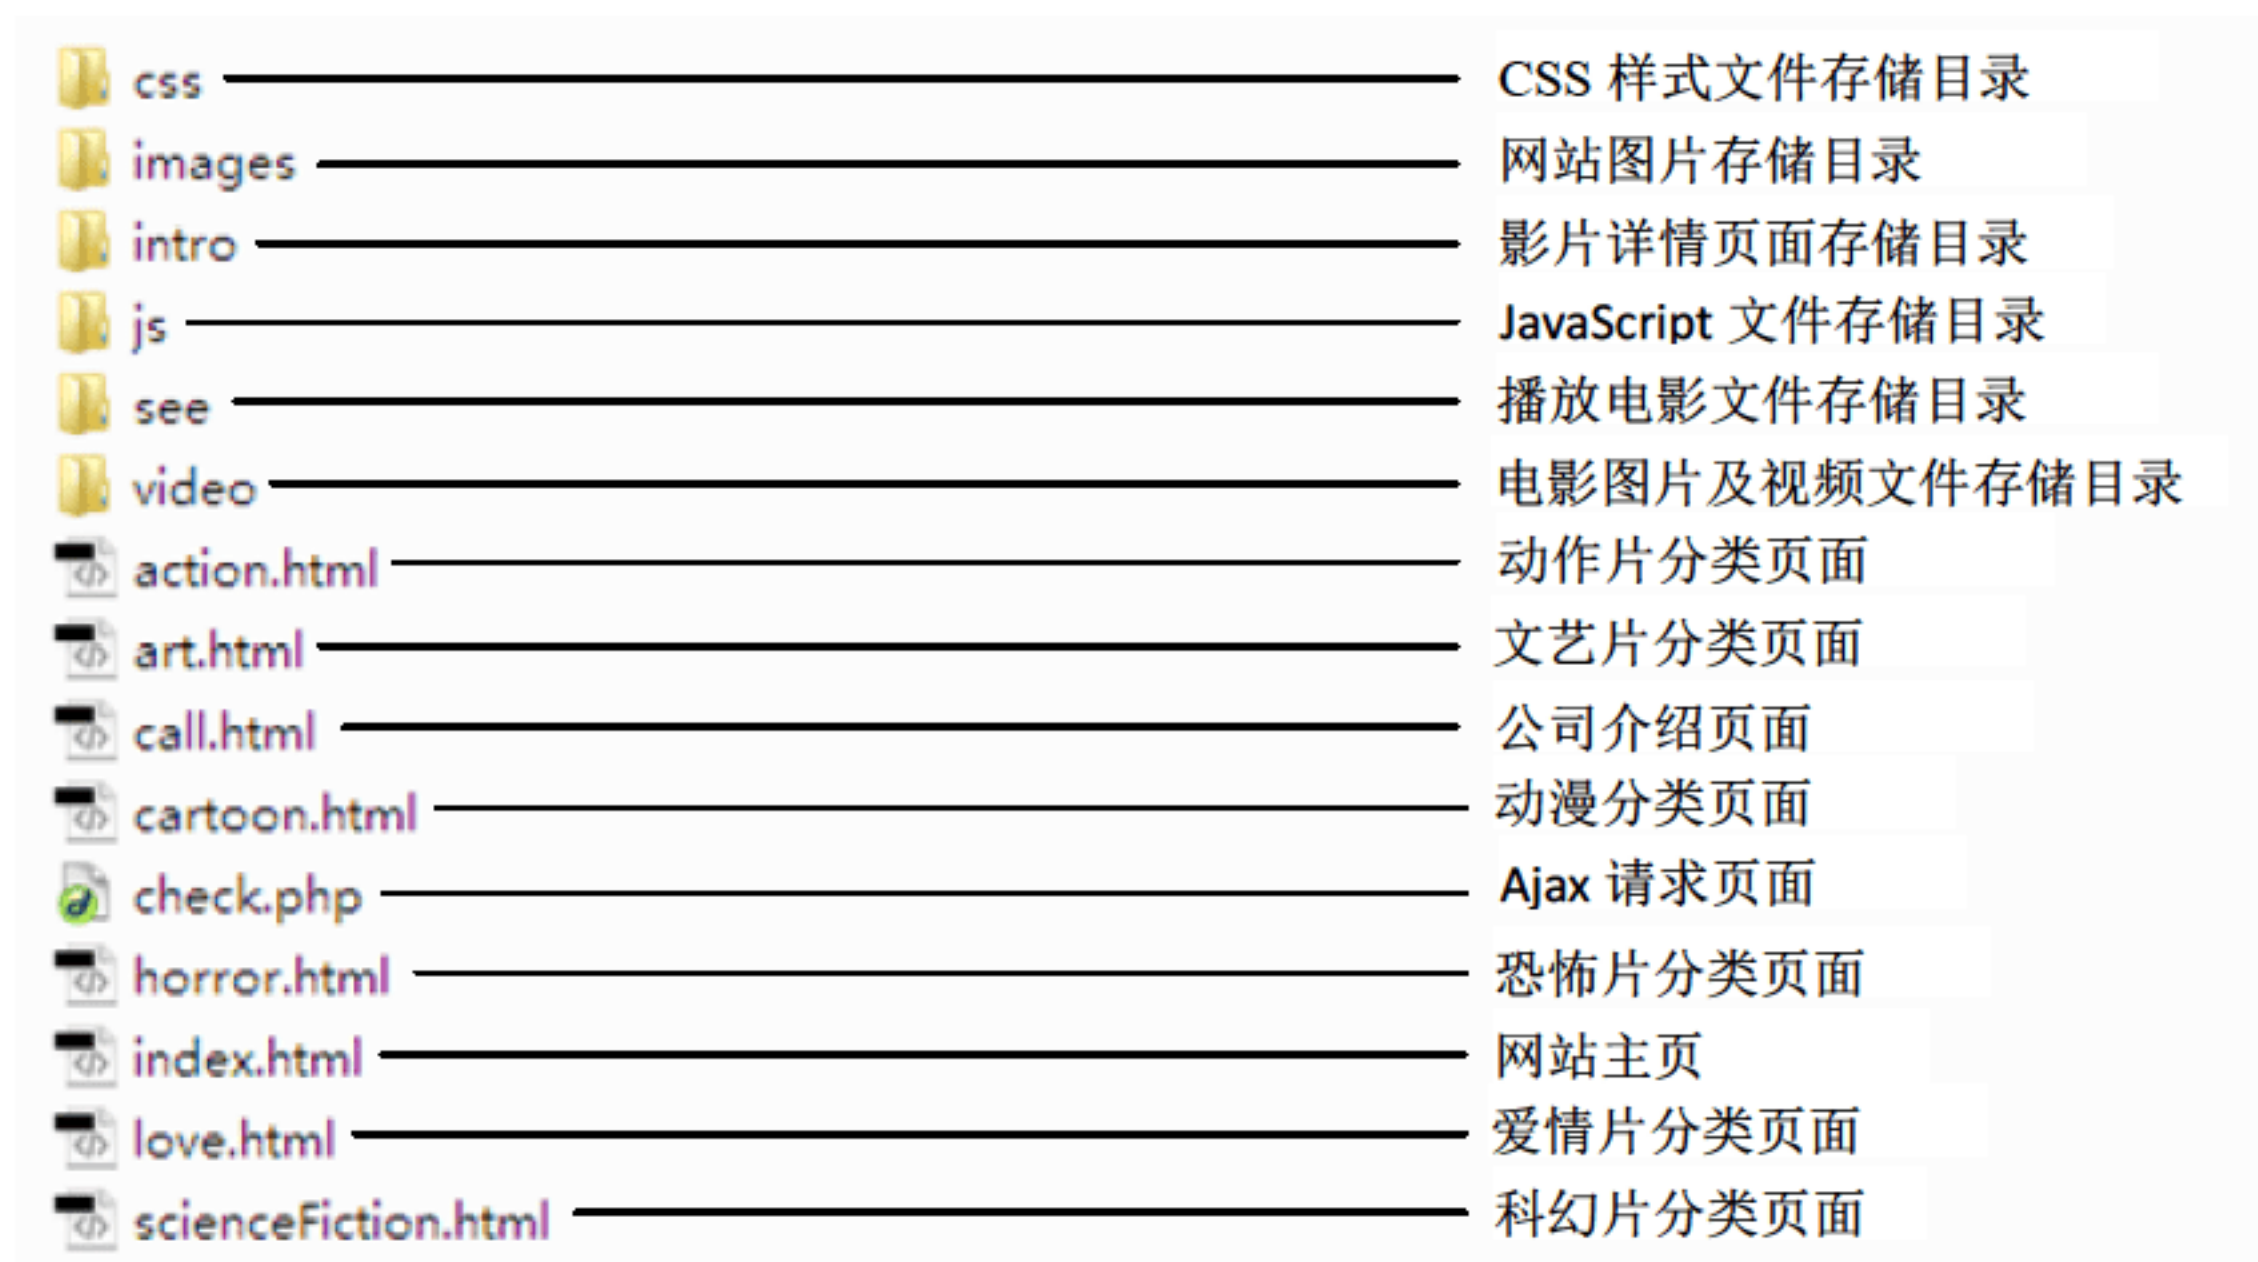 css CSS 样式文件存储目录
images 网站图片存储目录
intro 影片详情页面存储目录
js JavaScript 文件存储目录
see 播放电影文件存储目录
video 电影图片及视频文件存储目录
action.html 动作片分类页面
art.html 文艺片分类页面
call.html 公司介绍页面
cartoon.html 动漫分类页面
check.php Ajax 请求页面
horror.html 恐怖片分类页面
index.html 网站主页
love.html 爱情片分类页面
scienceFiction.html 科幻片分类页面